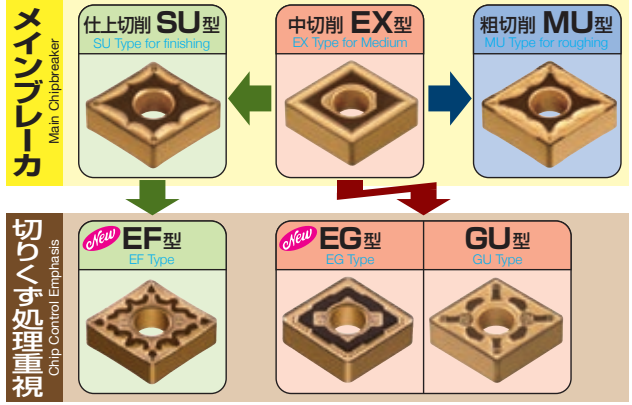 メインブレーカ
Main Chipbreaker
仕上切削 SU型
SU Type for finishing
中切削 EX型
EX Type for Medium
粗切削 MU型
MU Type for roughing
切りくず処理重視
Chip Control Emphasis
New EF型
EF Type
New EG型
EG Type
GU型
GU Type